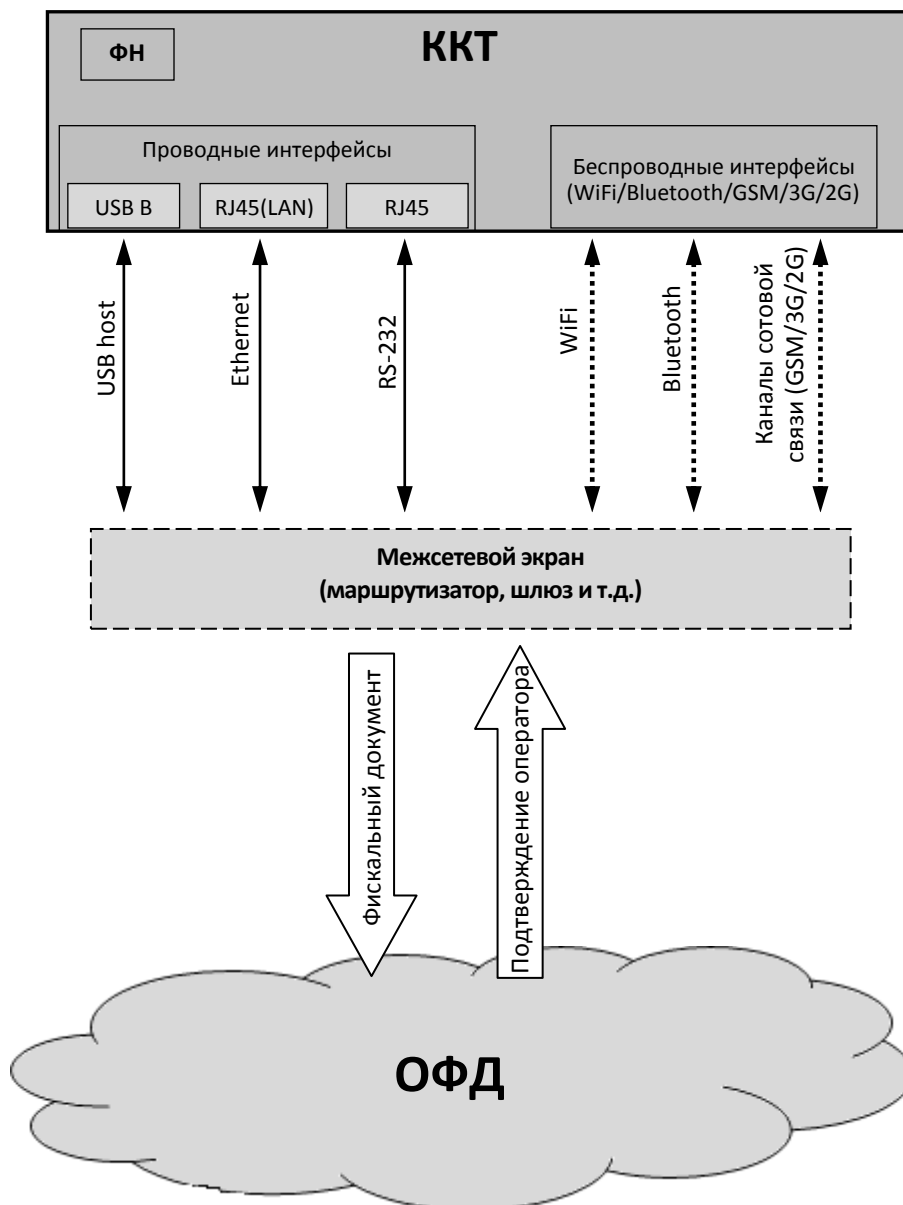 ФН
ККТ
Проводные интерфейсы
USB B
RJ45(LAN)
RJ45
Беспроводные интерфейсы
(WiFi/Bluetooth/GSM/3G/2G)
USB host
Ethernet
RS-232
WiFi
Bluetooth
Каналы сотовой
связи (GSM/3G/2G)
Межсетевой экран
(маршрутизатор, шлюз и т.д.)
Фискальный документ
Подтверждение оператора
ОФД